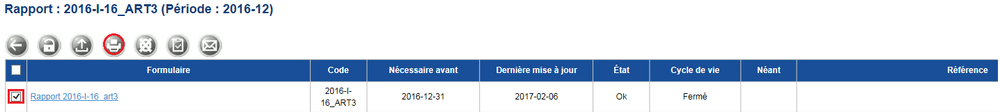 Rapport : 2016-I-16_ART3 (Période : 2016-12)
Formulaire Code Nécessaire avant Dernière mise à jour État Cycle de vie Néant Référence
Rapport 2016-I-16_art3 2016-I-16_ART3 2016-12-31 2017-02-06 Ok Fermé